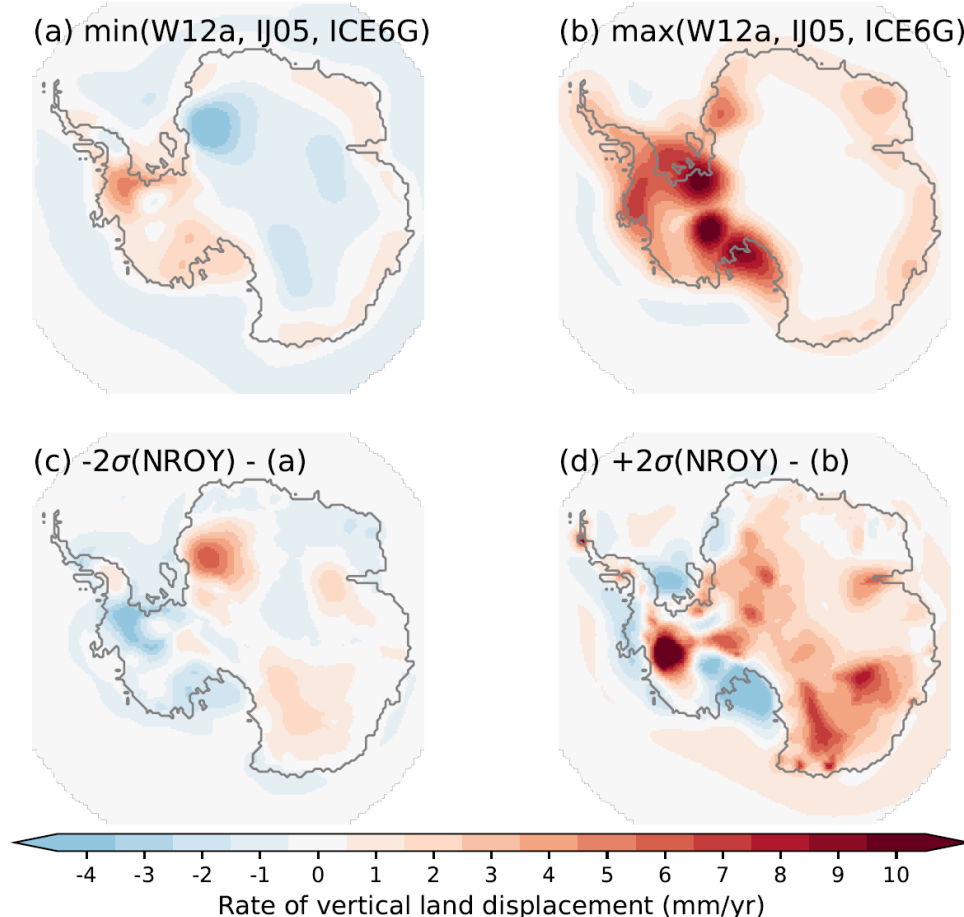 (a) min(W12a, IJ05, ICE6G)
(b) max(W12a, IJ05, ICE6G)
(c) -2σ(NROY) - (a)
(d) +2σ(NROY) - (b)
-4 -3 -2 -1 0 1 2 3 4 5 6 7 8 9 10
Rate of vertical land displacement (mm/yr)